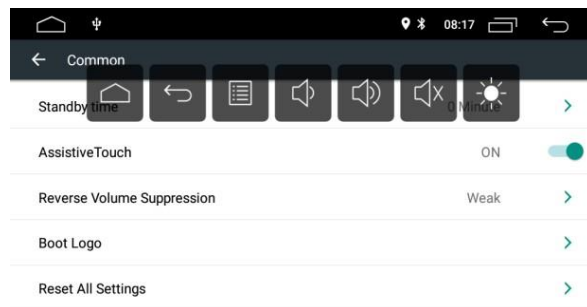 08:17
Common
Standby time 0 Minute
AssistiveTouch ON
Reverse Volume Suppression Weak
Boot Logo
Reset All Settings